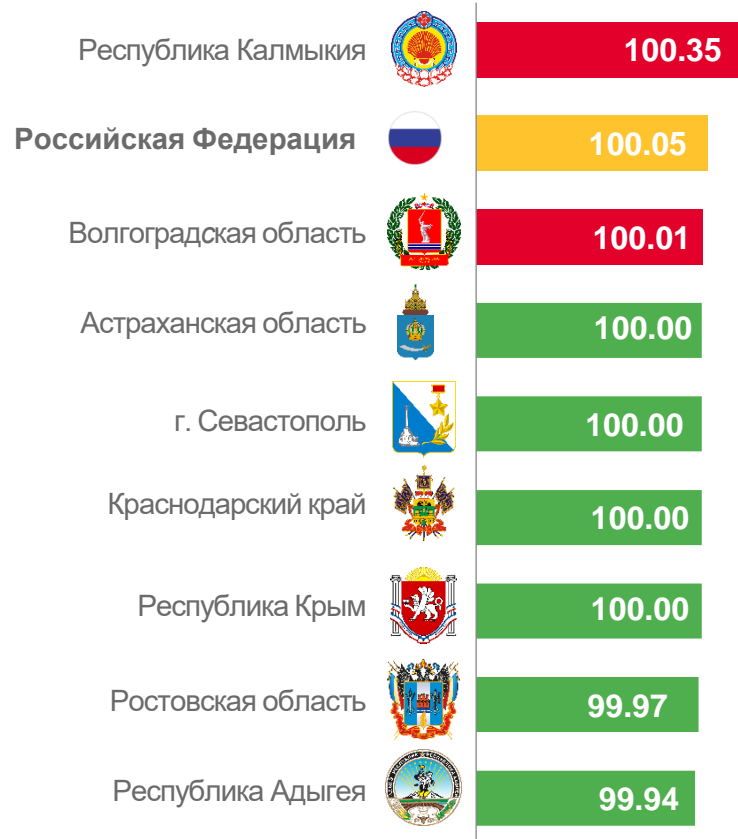 Республика Калмыкия 100.35
Российская Федерация 100.05
Волгоградская область 100.01
Астраханская область 100.00
г. Севастополь 100.00
Краснодарский край 100.00
Республика Крым 100.00
Ростовская область 99.97
Республика Адыгея 99.94